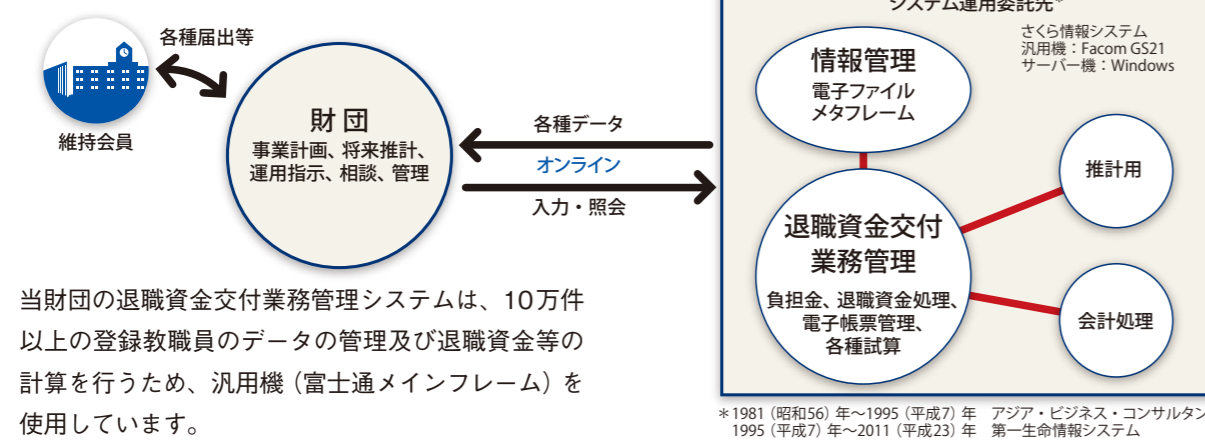 システム運用委託先*
各種届出等
維持会員
財団
事業計画、将来推計、
運用指示、相談、管理
各種データ
オンライン
入力・照会
さくら情報システム
汎用機：Facom GS21
サーバー機：Windows
情報管理
電子ファイル
メタフレーム
退職資金交付
業務管理
負担金、退職資金処理、
電子帳票管理、
各種試算
推計用
会計処理
当財団の退職資金交付業務管理システムは、10万件
以上の登録教職員のデータの管理及び退職資金等の
計算を行うため、汎用機（富士通メインフレーム）を
使用しています。
＊1981（昭和56）年～1995（平成7）年　アジア・ビジネス・コンサルタン
1995（平成7）年～2011（平成23）年　第一生命情報システム